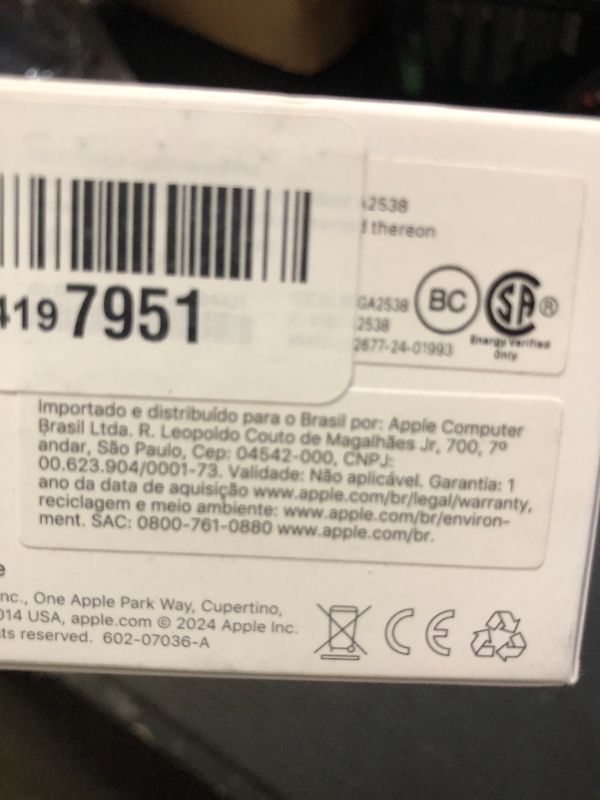 A2538
thereon
4197951
GA2538 BC SA ®
2538
2677-24-01993
Energy Verified
Only
Importado e distribuído para o Brasil por: Apple Computer
Brasil Ltda. R. Leopoldo Couto de Magalhães Jr, 700, 7º
andar, São Paulo, Cep: 04542-000, CNPJ:
00.623.904/0001-73. Validade: Não aplicável. Garantia: 1
ano da data de aquisição www.apple.com/br/legal/warranty,
reciclagem e meio ambiente: www.apple.com/br/environ-
ment. SAC: 0800-761-0880 www.apple.com/br.
e
nc., One Apple Park Way, Cupertino,
014 USA, apple.com © 2024 Apple Inc.
ts reserved. 602-07036-A
CE